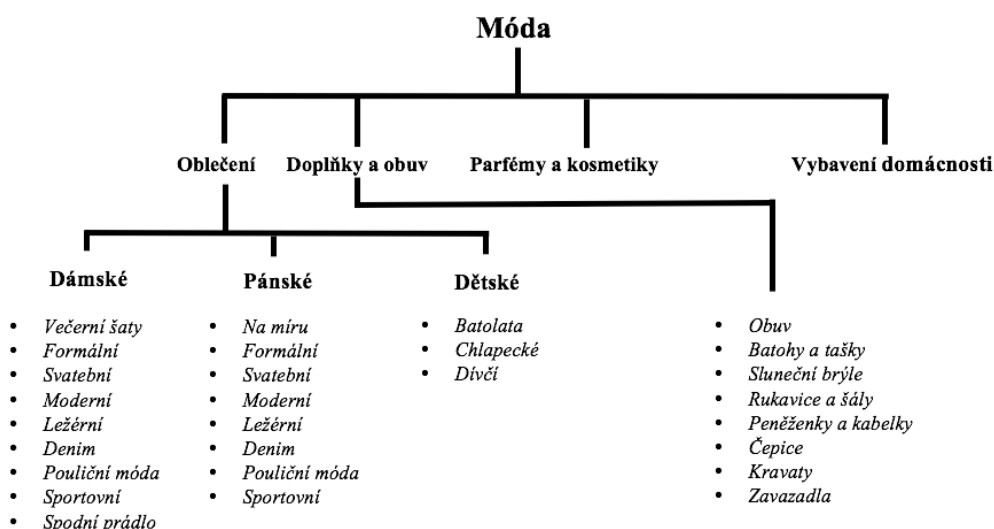 Móda
Oblečení
Doplňky a obuv
Parfémy a kosmetiky
Vybavení domácnosti
Dámské
• Večerní šaty
• Formální
• Svatební
• Moderní
• Ležérní
• Denim
• Pouliční móda
• Sportovní
• Spodní prádlo
Pánské
• Na míru
• Formální
• Svatební
• Moderní
• Ležérní
• Denim
• Pouliční móda
• Sportovní
Dětské
• Batolata
• Chlapecké
• Dívčí
• Obuv
• Batohy a tašky
• Sluneční brýle
• Rukavice a šály
• Peněženky a kabelky
• Čepice
• Kravaty
• Zavazadla